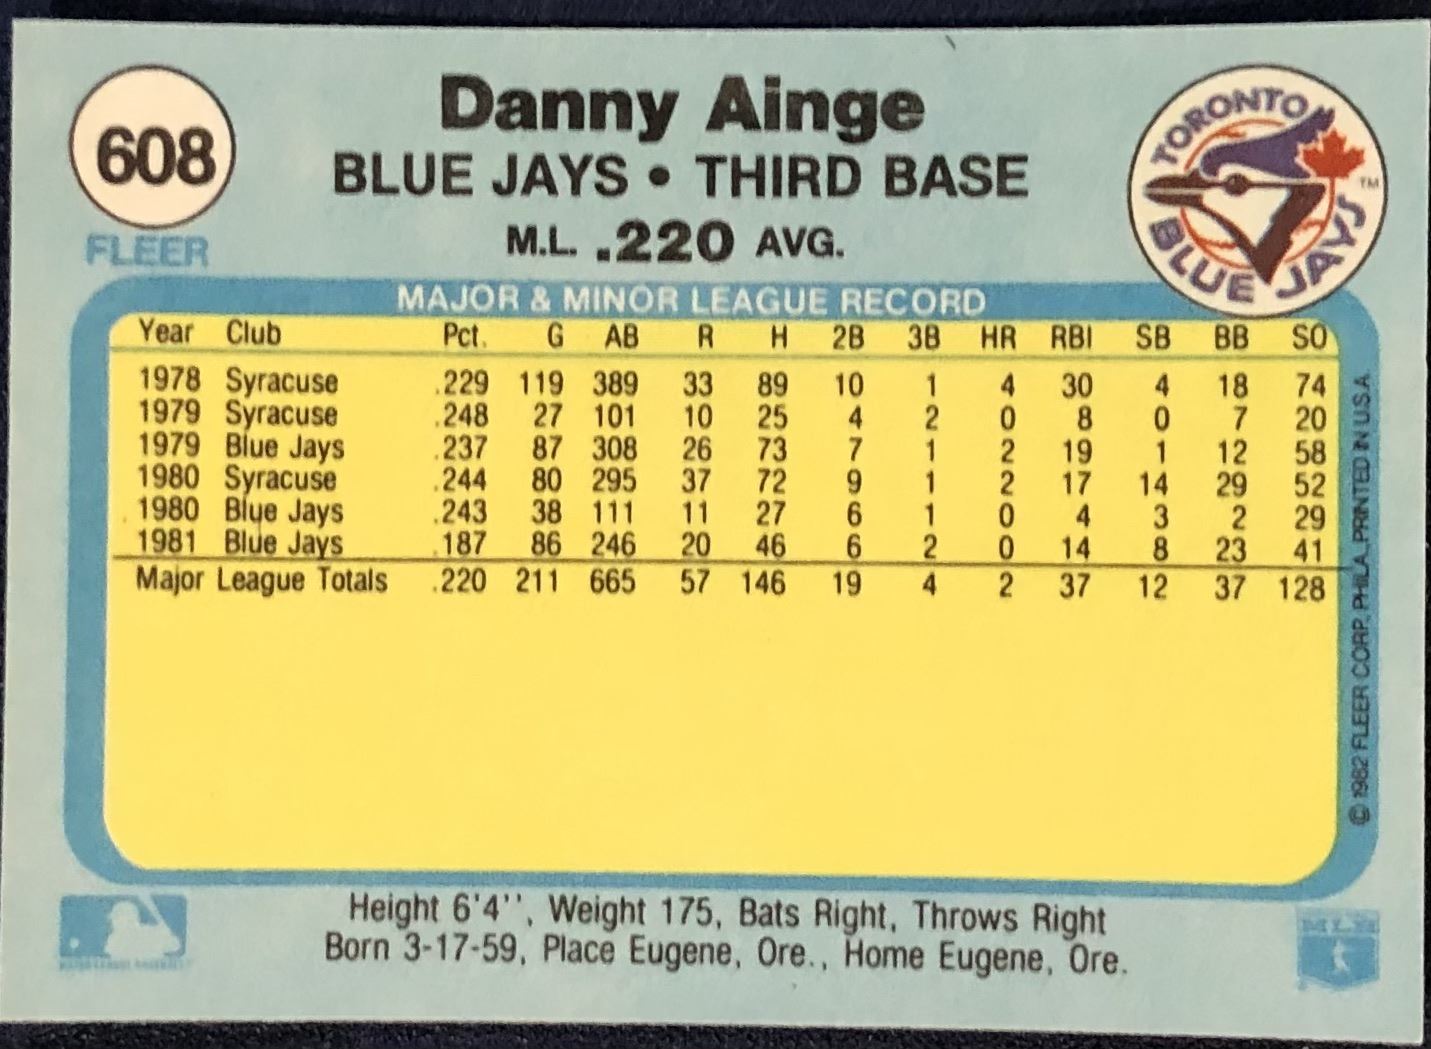 608
FLEER
Danny Ainge
BLUE JAYS • THIRD BASE
M.L. .220 AVG.
TORONTO
BLUE JAYS
TM
MAJOR & MINOR LEAGUE RECORD
Year Club Pct. G AB R H 2B 3B HR RBI SB BB SO
1978 Syracuse .229 119 389 33 89 10 1 4 30 4 18 74
1979 Syracuse .248 27 101 10 25 4 2 0 8 0 7 20
1979 Blue Jays .237 87 308 26 73 7 1 2 19 1 12 58
1980 Syracuse .244 80 295 37 72 9 1 2 17 14 29 52
1980 Blue Jays .243 38 111 11 27 6 1 0 4 3 2 29
1981 Blue Jays .187 86 246 20 46 6 2 0 14 8 23 41
Major League Totals .220 211 665 57 146 19 4 2 37 12 37 128
© 1982 FLEER CORP. PHILA. PRINTED IN U.S.A.
Height 6'4'', Weight 175, Bats Right, Throws Right
Born 3-17-59, Place Eugene, Ore., Home Eugene, Ore.
MAJOR LEAGUE BASEBALL